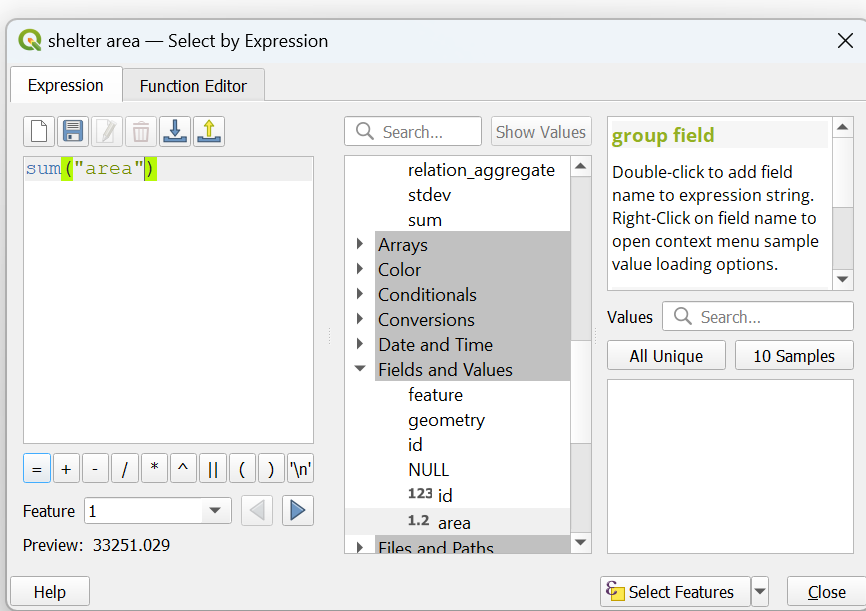 shelter area — Select by Expression
Expression
Function Editor
sum("area")
= + - / * ^ || ( ) '\n'
Feature 1
Preview: 33251.029
Search...
Show Values
relation_aggregate
stdev
sum
Arrays
Color
Conditionals
Conversions
Date and Time
Fields and Values
feature
geometry
id
NULL
123 id
1.2 area
Files and Paths
group field
Double-click to add field
name to expression string.
Right-Click on field name to
open context menu sample
value loading options.
Values Search...
All Unique
10 Samples
Help
Select Features
Close